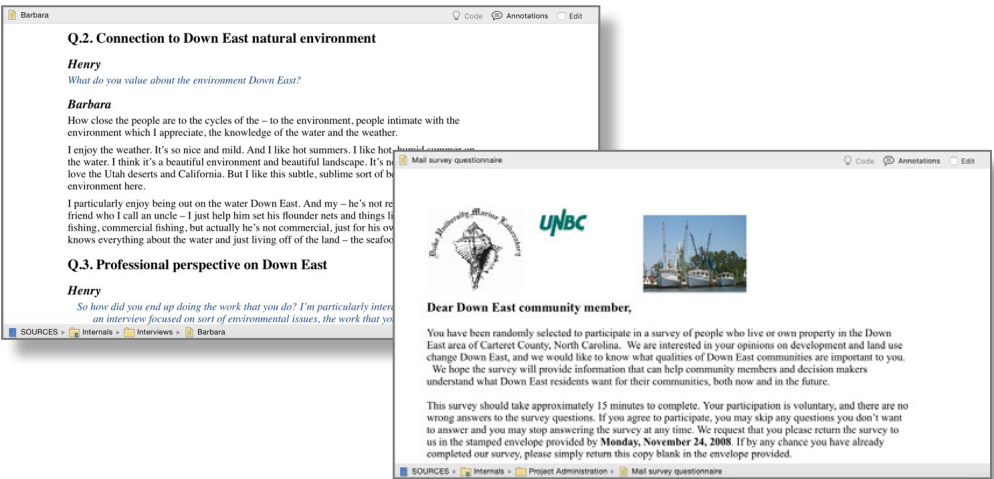 Barbara
Code Annotations Edit
Q.2. Connection to Down East natural environment
Henry
What do you value about the environment Down East?
Barbara
How close the people are to the cycles of the – to the environment, people intimate with the
environment which I appreciate, the knowledge of the water and the weather.
I enjoy the weather. It's so nice and mild. And I like hot summers. I like hot, humid summer on
the water. I think it's a beautiful environment and beautiful landscape. It's
love the Utah deserts and California. But I like this subtle, sublime sort of
environment here.
I particularly enjoy being out on the water Down East. And my – he's not
friend who I call an uncle – I just help him set his flounder nets and things
fishing, commercial fishing, but actually he's not commercial, just for his
knows everything about the water and just living off of the land – the
Q.3. Professional perspective on Down East
Henry
So how did you end up doing the work that you do? I'm particularly
an interview focused on sort of environmental issues, the work that
SOURCES Internals Interviews Barbara
Mail survey questionnaire
Code Annotations Edit
Duke University Marine Laboratory
UNBC
Dear Down East community member,
You have been randomly selected to participate in a survey of people who live or own property in the Down
East area of Carteret County, North Carolina. We are interested in your opinions on development and land use
change Down East, and we would like to know what qualities of Down East communities are important to you.
We hope the survey will provide information that can help community members and decision makers
understand what Down East residents want for their communities, both now and in the future.
This survey should take approximately 15 minutes to complete. Your participation is voluntary, and there are no
wrong answers to the survey questions. If you agree to participate, you may skip any questions you don't want
to answer and you may stop answering the survey at any time. We request that you please return the survey to
us in the stamped envelope provided by Monday, November 24, 2008. If by any chance you have already
completed our survey, please simply return this copy blank in the envelope provided.
SOURCES Internals Project Administration Mail survey questionnaire